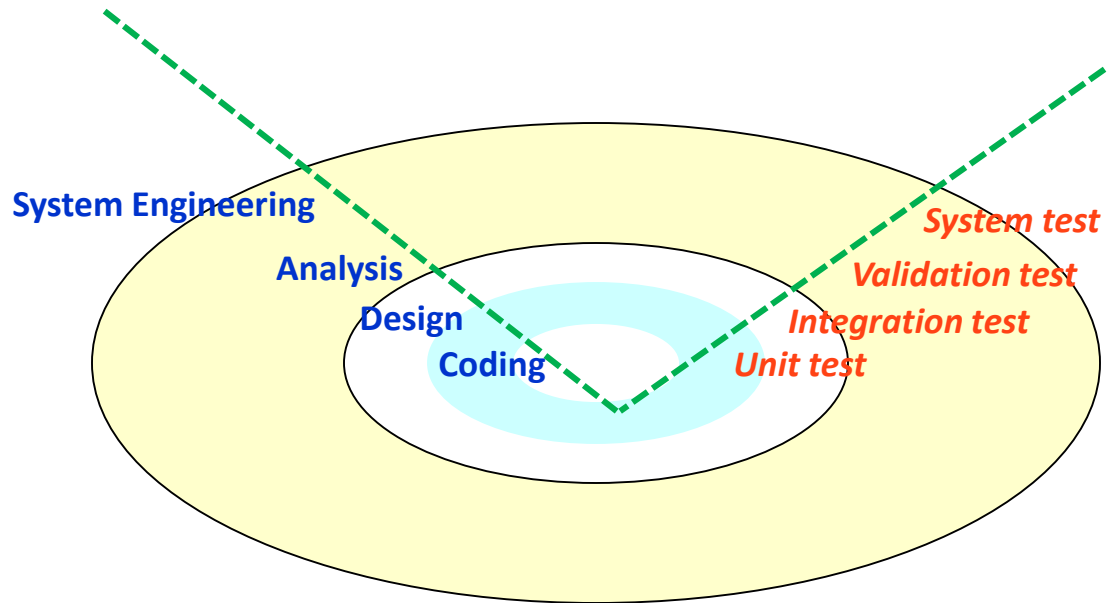 System Engineering
Analysis
Design
Coding
System test
Validation test
Integration test
Unit test